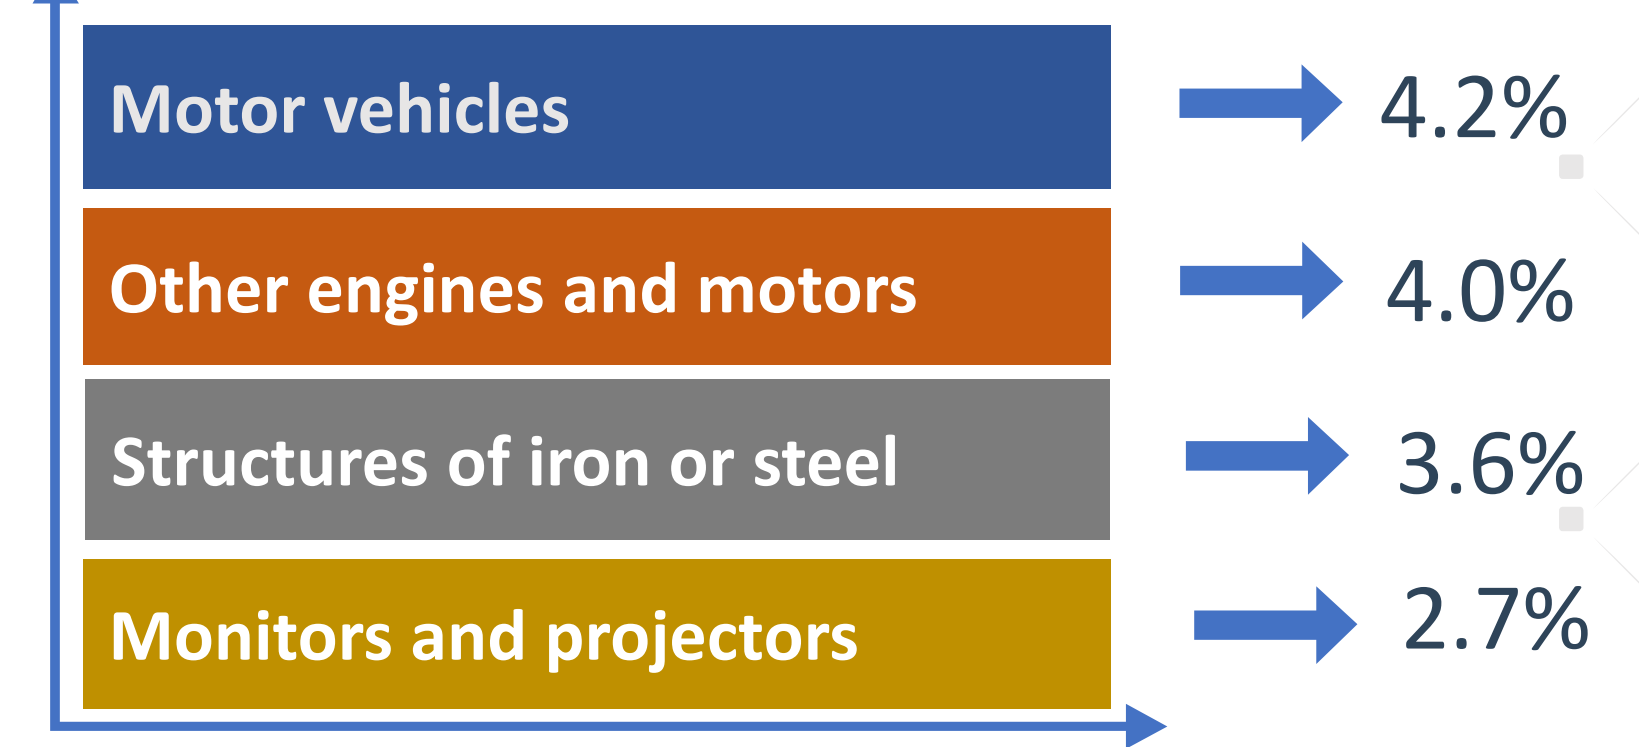 Motor vehicles 4.2%
Other engines and motors 4.0%
Structures of iron or steel 3.6%
Monitors and projectors 2.7%